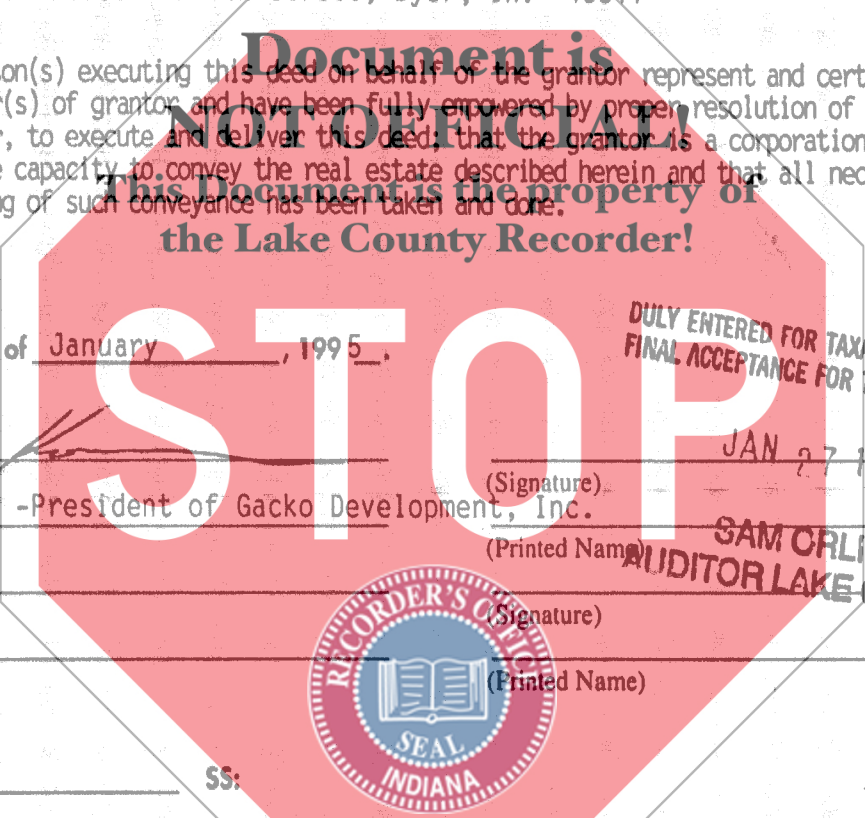 Document is
son(s) executing this deed on behalf of the grantor represent and cert
r(s) of grantor and have been fully empowered by proper resolution of
NOT OFFICIAL!
r, to execute and deliver this deed; that the grantor is a corporation
e capacity to convey the real estate described herein and that all nec
This Document is the property of
ng of such conveyance has been taken and done.
the Lake County Recorder!
STOP
DULY ENTERED FOR TAXA
FINAL ACCEPTANCE FOR T
of January , 1995 .
JAN 27 1
(Signature)
-President of Gacko Development, Inc.
(Printed Name)
SAM ORLI
AUDITOR LAKE
(Signature)
(Printed Name)
RECORDER'S OFFICE
SEAL
INDIANA
SS: